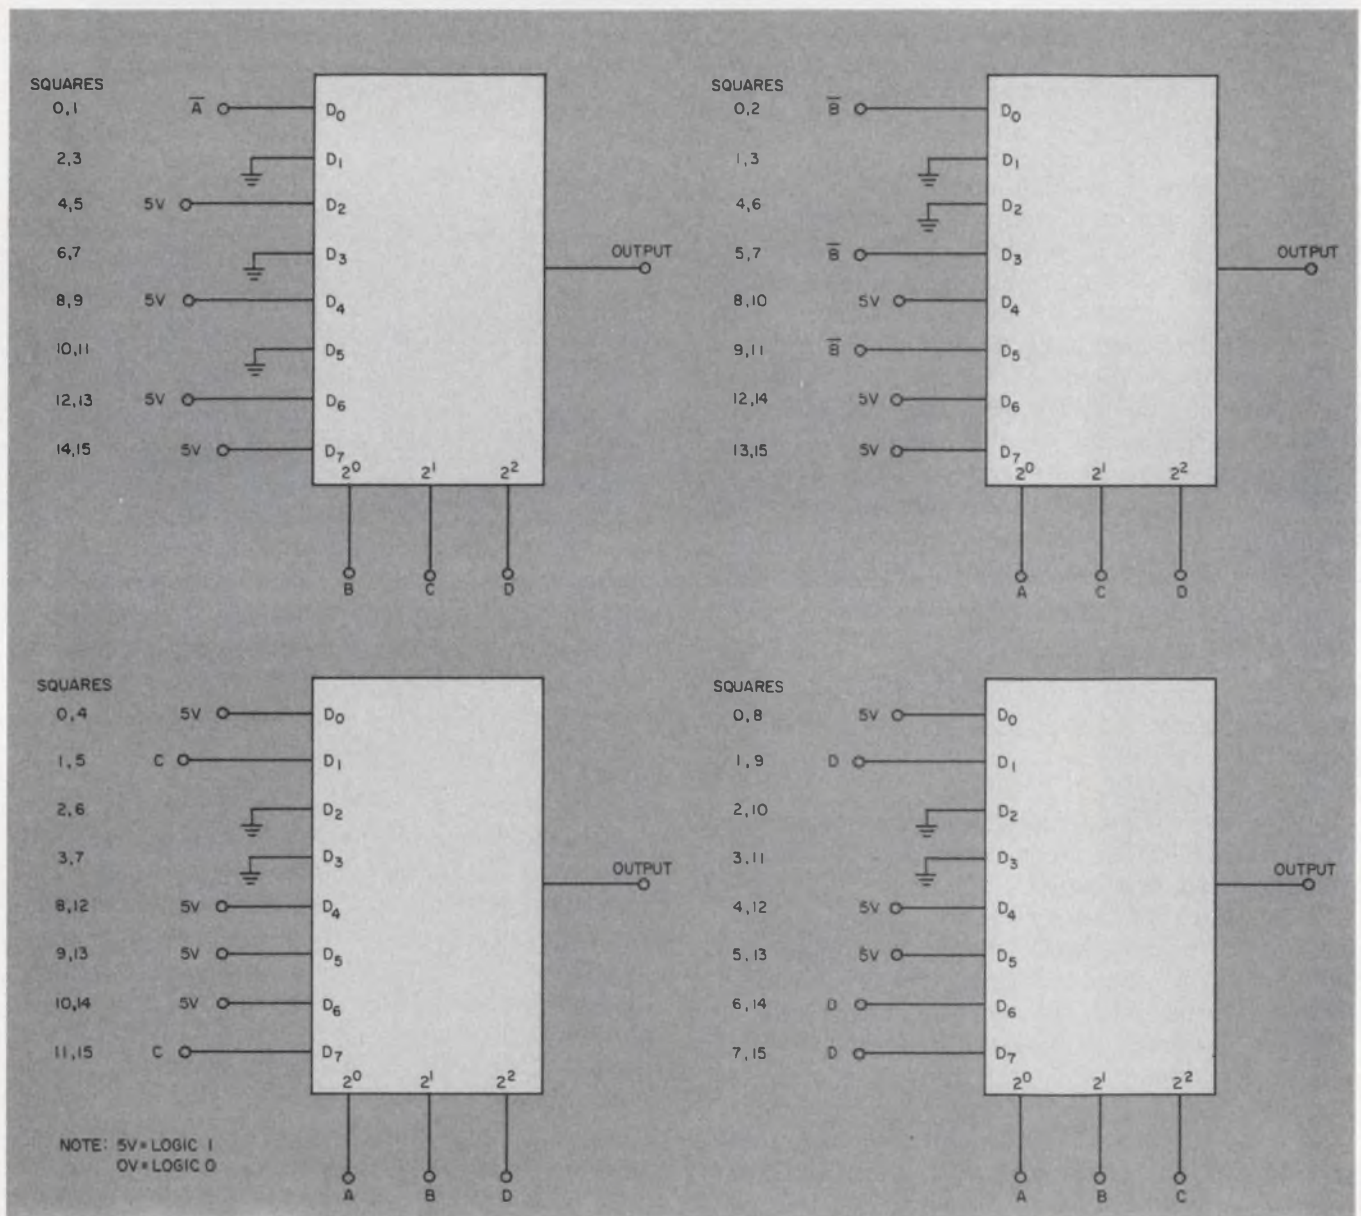 SQUARES
0,1 A̅ D₀
2,3 D₁
4,5 5V D₂
6,7 D₃
8,9 5V D₄
10,11 D₅
12,13 5V D₆
14,15 5V D₇
2⁰ 2¹ 2²
OUTPUT
B C D
SQUARES
0,2 B̅ D₀
1,3 D₁
4,6 D₂
5,7 B̅ D₃
8,10 5V D₄
9,11 B̅ D₅
12,14 5V D₆
13,15 5V D₇
2⁰ 2¹ 2²
OUTPUT
A C D
SQUARES
0,4 5V D₀
1,5 C D₁
2,6 D₂
3,7 D₃
8,12 5V D₄
9,13 5V D₅
10,14 5V D₆
11,15 C D₇
2⁰ 2¹ 2²
OUTPUT
A B D
NOTE: 5V=LOGIC 1
0V=LOGIC 0
SQUARES
0,8 5V D₀
1,9 D D₁
2,10 D₂
3,11 D₃
4,12 5V D₄
5,13 5V D₅
6,14 D D₆
7,15 D D₇
2⁰ 2¹ 2²
OUTPUT
A B C